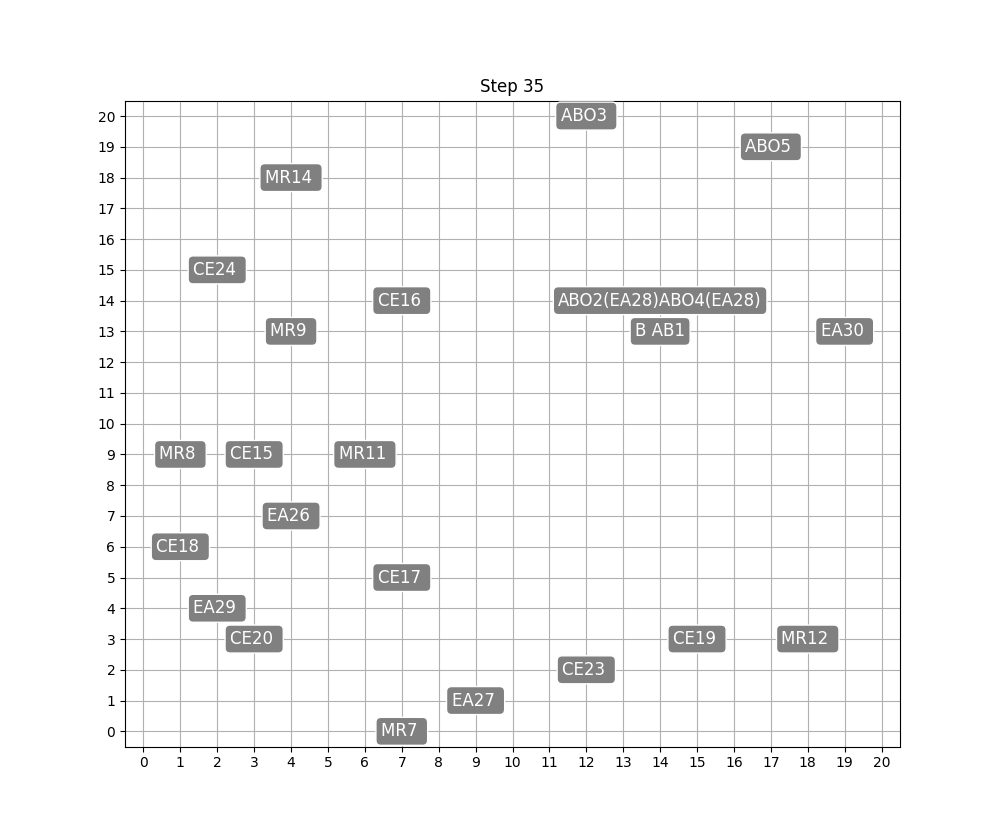 Step 35
20
ABO3
19
ABO5
18
MR14
17
16
15
CE24
14
CE16
ABO2(EA28)ABO4(EA28)
13
MR9
B AB1
EA30
12
11
10
9
MR8
CE15
MR11
8
7
EA26
6
CE18
5
CE17
4
EA29
3
CE20
CE19
MR12
2
CE23
1
EA27
0
MR7
0 1 2 3 4 5 6 7 8 9 10 11 12 13 14 15 16 17 18 19 20